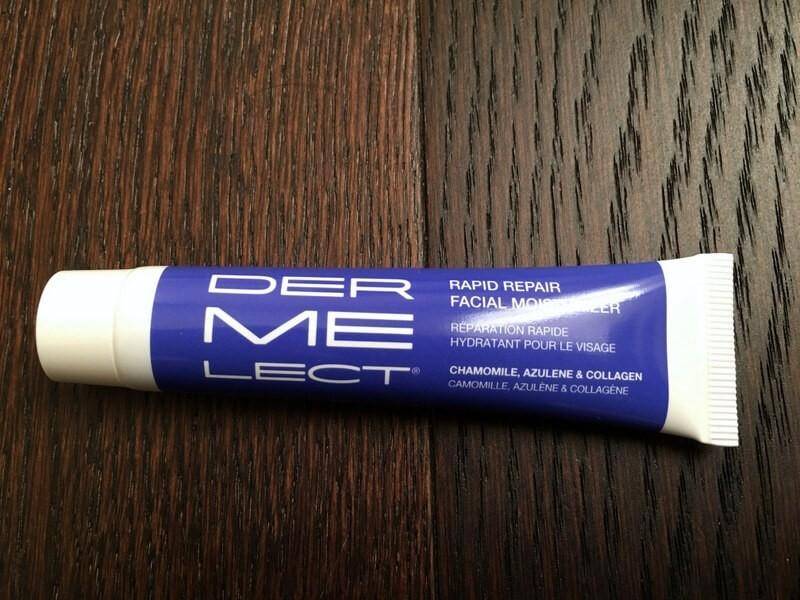 DER
ME
LECT®
RAPID REPAIR
FACIAL MOISTURIZER
RÉPARATION RAPIDE
HYDRATANT POUR LE VISAGE
CHAMOMILE, AZULENE & COLLAGEN
CAMOMILLE, AZULÈNE & COLLAGÈNE